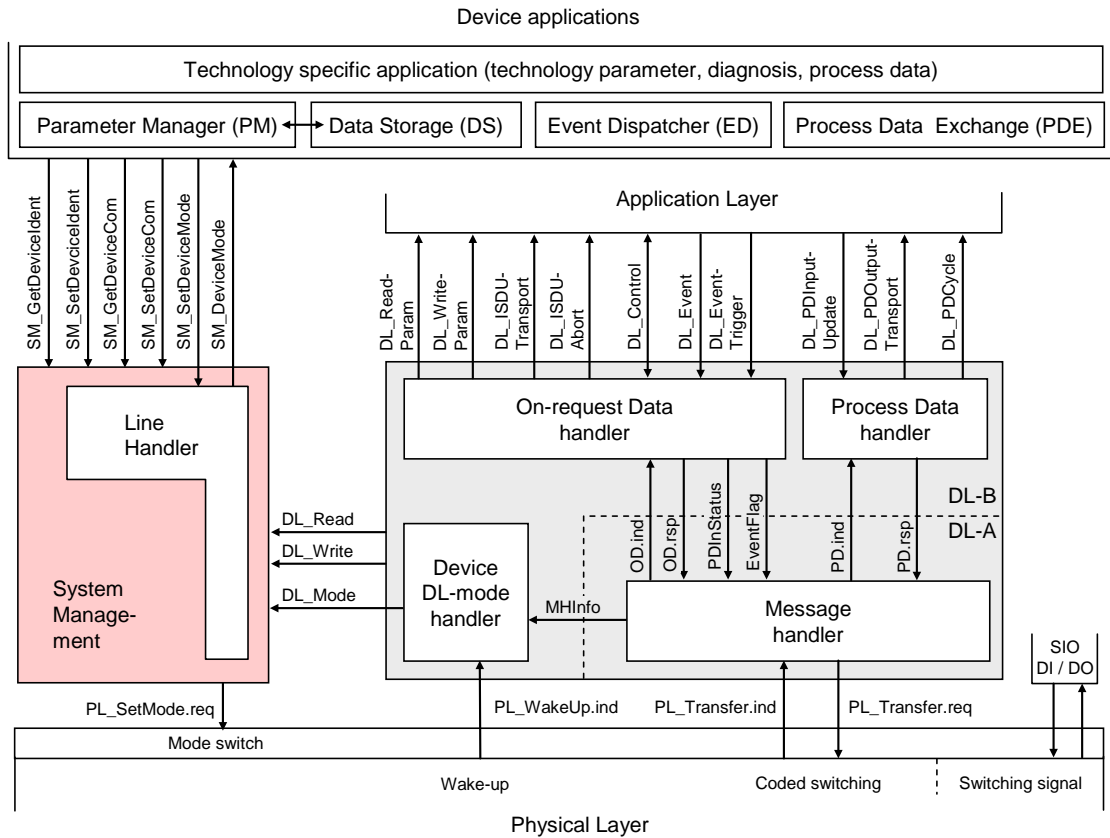 Device applications
Technology specific application (technology parameter, diagnosis, process data)
Parameter Manager (PM)
Data Storage (DS)
Event Dispatcher (ED)
Process Data Exchange (PDE)
SM_GetDeviceIdent
SM_SetDevciceIdent
SM_GetDeviceCom
SM_SetDeviceCom
SM_SetDeviceMode
SM_DeviceMode
Application Layer
DL_Read-
Param
DL_Write-
Param
DL_ISDU-
Transport
DL_ISDU-
Abort
DL_Control
DL_Event
DL_Event-
Trigger
DL_PDInput-
Update
DL_PDOutput-
Transport
DL_PDCycle
Line
Handler
On-request Data
handler
Process Data
handler
DL-B
DL-A
OD.ind
OD.rsp
PDInStatus
EventFlag
PD.ind
PD.rsp
DL_Read
DL_Write
DL_Mode
System
Manage-
ment
Device
DL-mode
handler
MHInfo
Message
handler
SIO
DI / DO
PL_SetMode.req
PL_WakeUp.ind
PL_Transfer.ind
PL_Transfer.req
Mode switch
Wake-up
Coded switching
Switching signal
Physical Layer